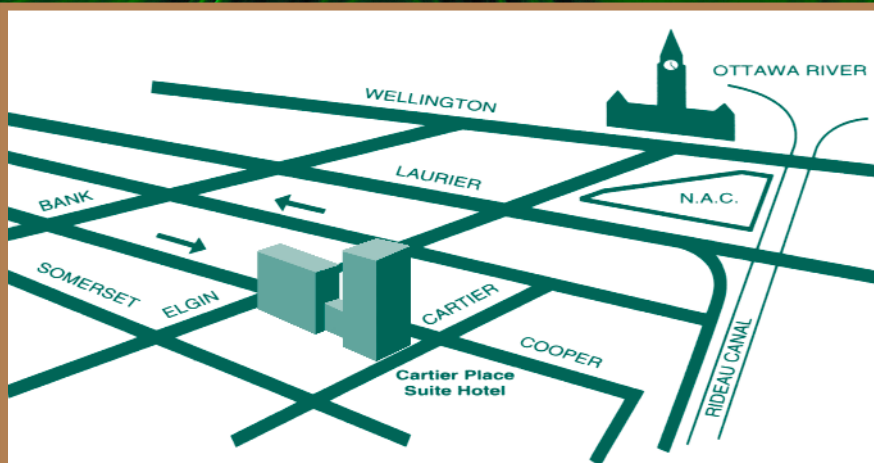 OTTAWA RIVER
WELLINGTON
LAURIER
BANK
N.A.C.
SOMERSET
ELGIN
CARTIER
COOPER
RIDEAU CANAL
Cartier Place
Suite Hotel